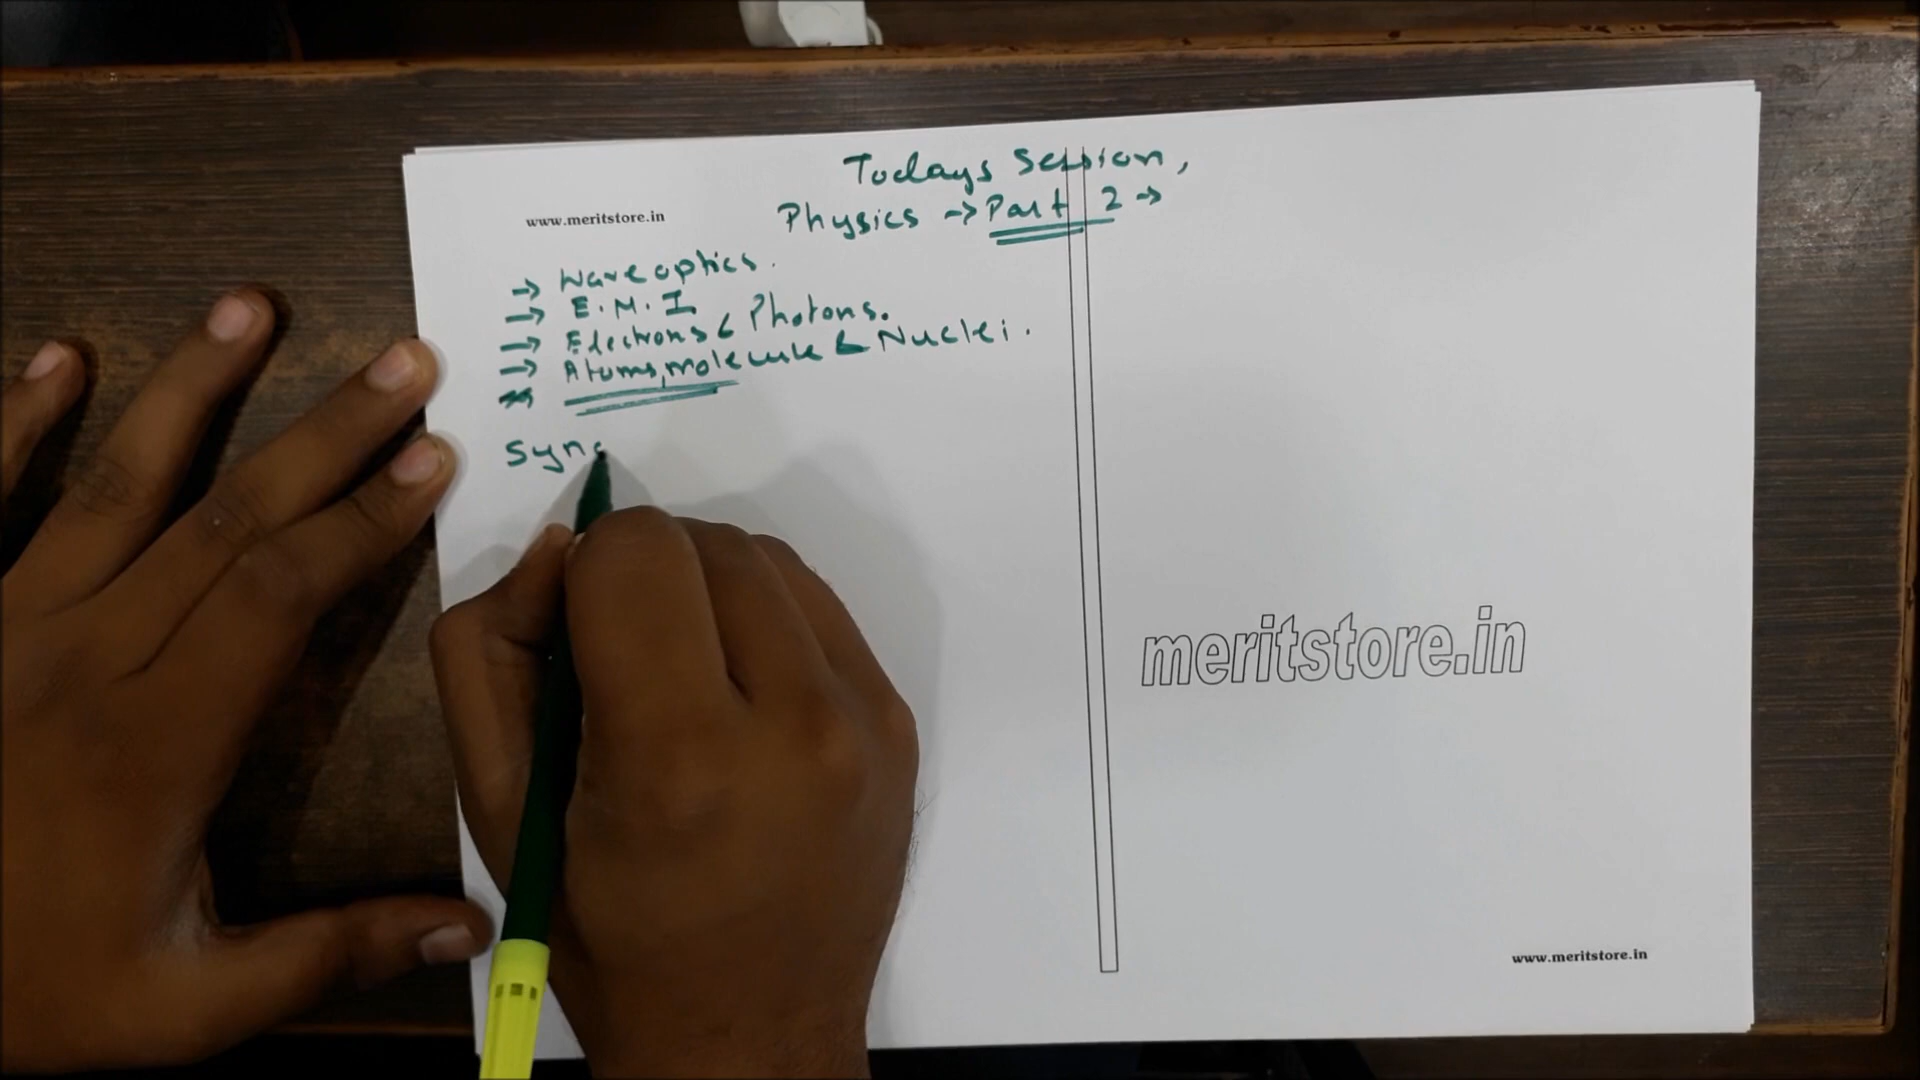 Todays Session,
www.meritstore.in
Physics → Part 2 →
→ Wave optics.
→ E.M.I
→ Electrons & Photons.
→ Atoms, molecule & Nuclei.
Sync
meritstore.in
www.meritstore.in